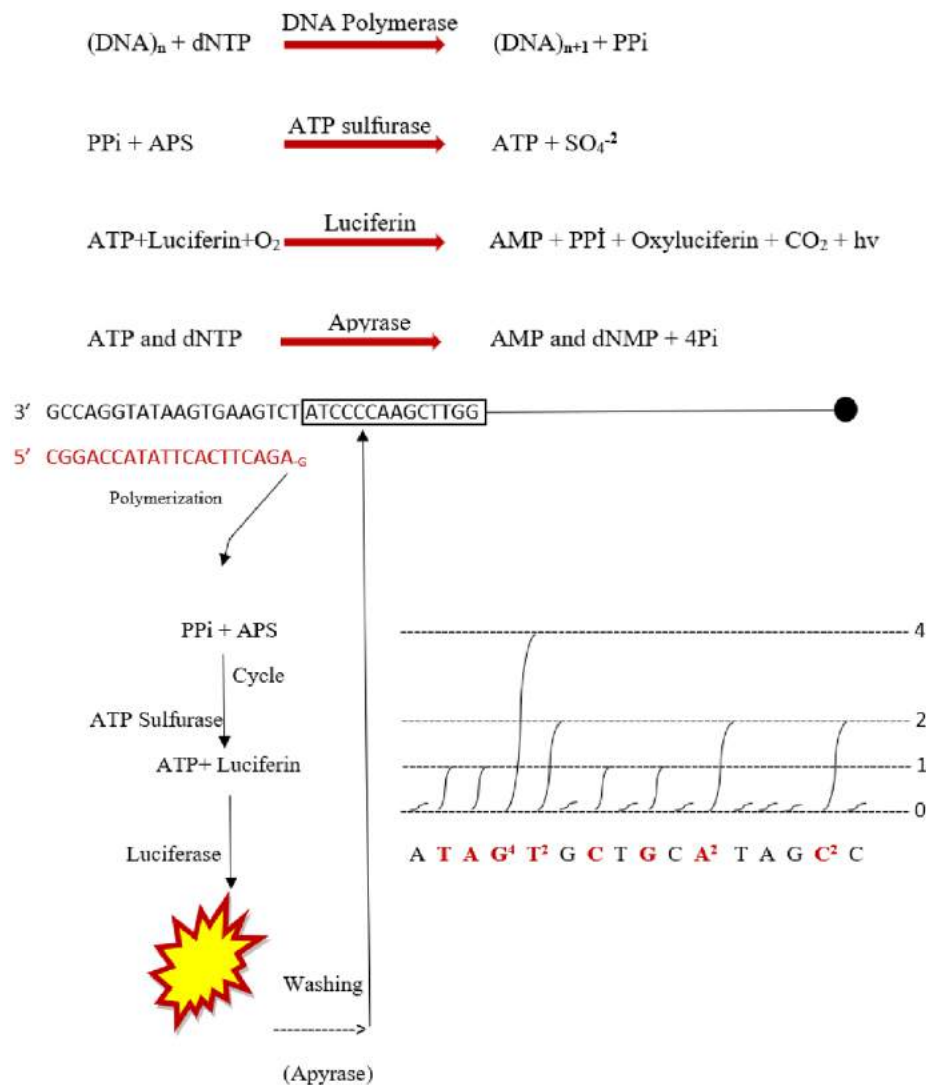 DNA Polymerase
(DNA)n + dNTP (DNA)n+1 + PPi
ATP sulfurase
PPi + APS ATP + SO4-2
Luciferin
ATP+Luciferin+O2 AMP + PPİ + Oxyluciferin + CO2 + hv
Apyrase
ATP and dNTP AMP and dNMP + 4Pi
3′ GCCAGGTATAAGTGAAGTCTATCCCCAAGCTTGG
5′ CGGACCATATTCACTTCAGA-G
Polymerization
PPi + APS
Cycle
ATP Sulfurase
ATP+ Luciferin
Luciferase
4
2
1
0
A T A G4 T2 G C T G C A2 T A G C2 C
Washing
(Apyrase)